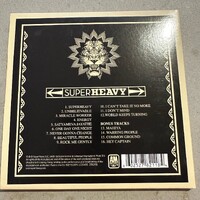 SUPERHEAVY
1. SUPERHEAVY
2. UNBELIEVABLE
3. MIRACLE WORKER
4. ENERGY
5. SATYAMEVA JAYATHE
6. ONE DAY ONE NIGHT
7. NEVER GONNA CHANGE
8. BEAUTIFUL PEOPLE
9. ROCK ME GENTLY
10. I CAN'T TAKE IT NO MORE
11. I DON'T MIND
12. WORLD KEEPS TURNING
BONUS TRACKS
13. MAHIYA
14. WARRING PEOPLE
15. COMMON GROUND
16. HEY CAPTAIN
A&M